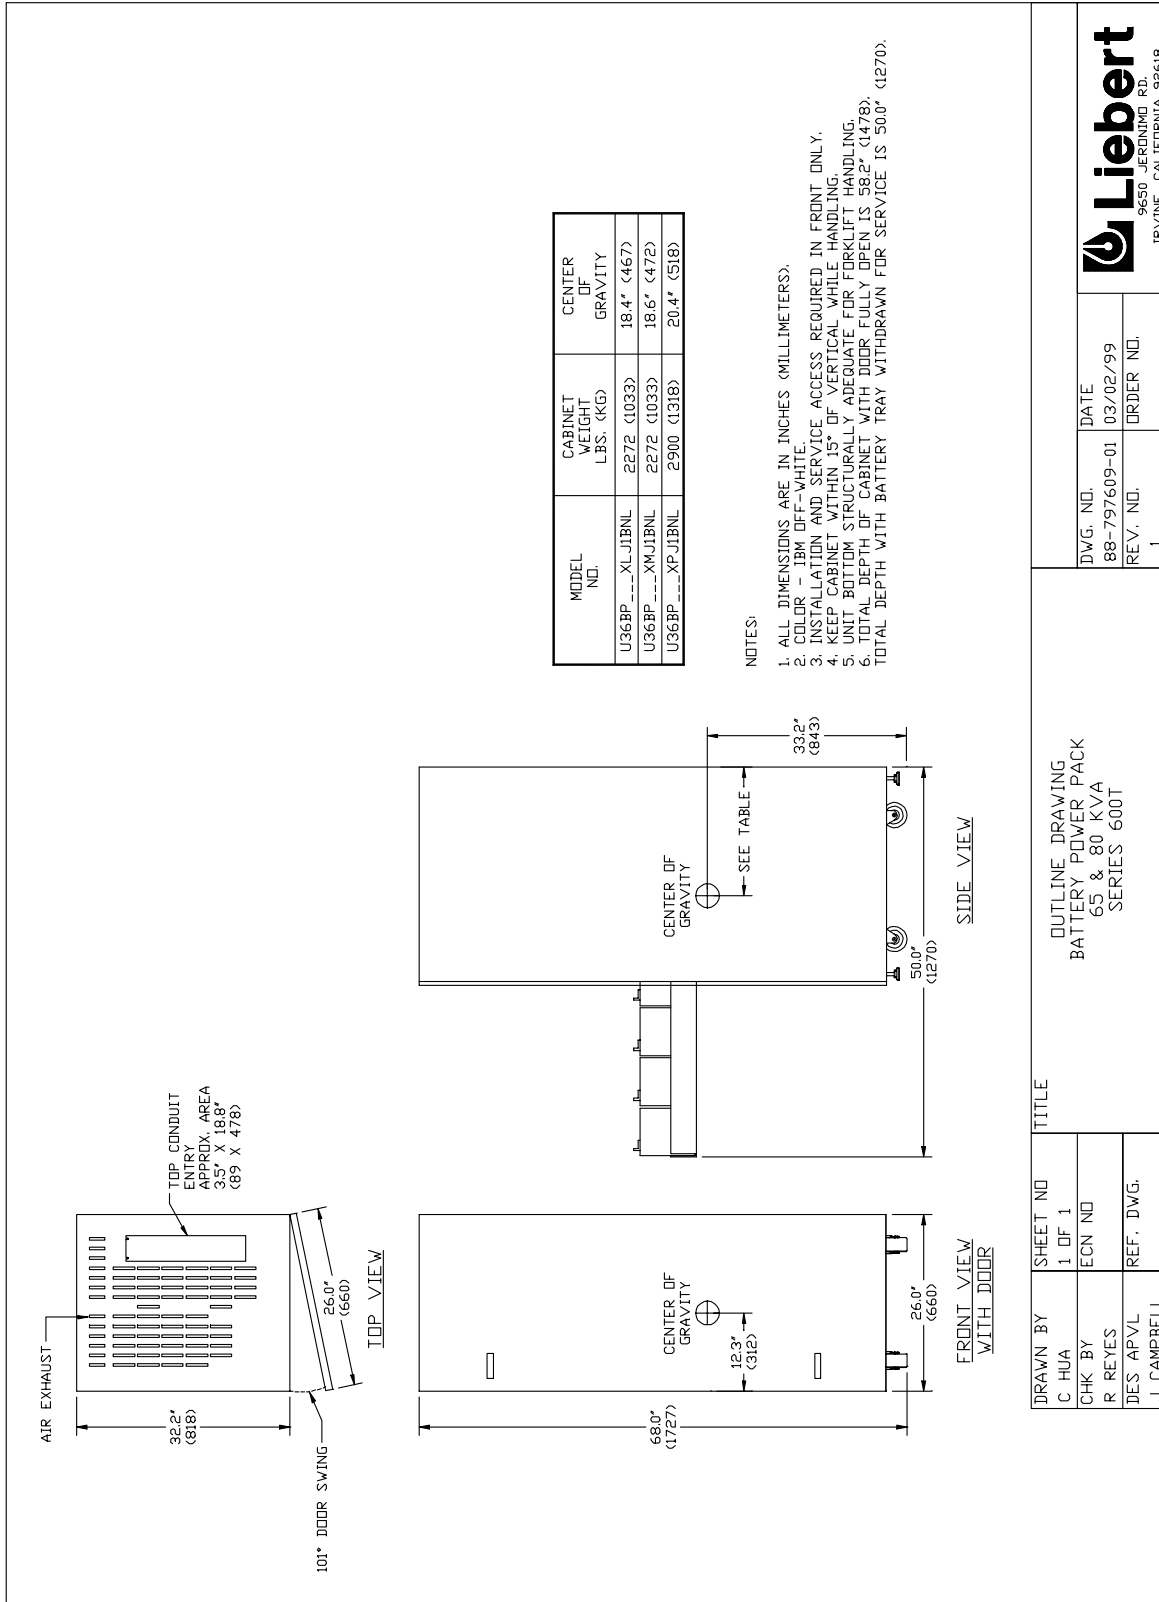 AIR EXHAUST
TOP CONDUIT
ENTRY
APPROX. AREA
3.5" X 18.8"
(89 X 478)
32.2"
(818)
101° DOOR SWING
26.0"
(660)
TOP VIEW
68.0"
(1727)
CENTER OF
GRAVITY
12.3"
(312)
26.0"
(660)
FRONT VIEW
WITH DOOR
CENTER OF
GRAVITY
SEE TABLE
33.2"
(843)
50.0"
(1270)
SIDE VIEW
MODEL
NO.
CABINET
WEIGHT
LBS. (KG)
CENTER
OF
GRAVITY
U36BP___XLJ1BNL 2272 (1033) 18.4" (467)
U36BP___XMJ1BNL 2272 (1033) 18.6" (472)
U36BP___XPJ1BNL 2900 (1318) 20.4" (518)
NOTES:
1. ALL DIMENSIONS ARE IN INCHES (MILLIMETERS).
2. COLOR - IBM OFF-WHITE.
3. INSTALLATION AND SERVICE ACCESS REQUIRED IN FRONT ONLY.
4. KEEP CABINET WITHIN 15° OF VERTICAL WHILE HANDLING.
5. UNIT BOTTOM STRUCTURALLY ADEQUATE FOR FORKLIFT HANDLING.
6. TOTAL DEPTH OF CABINET WITH DOOR FULLY OPEN IS 58.2" (1478).
TOTAL DEPTH WITH BATTERY TRAY WITHDRAWN FOR SERVICE IS 50.0" (1270).
DRAWN BY
C HUA
CHK BY
R REYES
DES APVL
SHEET NO
1 OF 1
ECN NO
REF. DWG.
TITLE
OUTLINE DRAWING
BATTERY POWER PACK
65 & 80 KVA
SERIES 600T
DWG. NO.
88-797609-01
REV. NO.
1
DATE
03/02/99
ORDER NO.
Liebert
9650 JERONIMO RD.
IRVINE, CALIFORNIA 92618